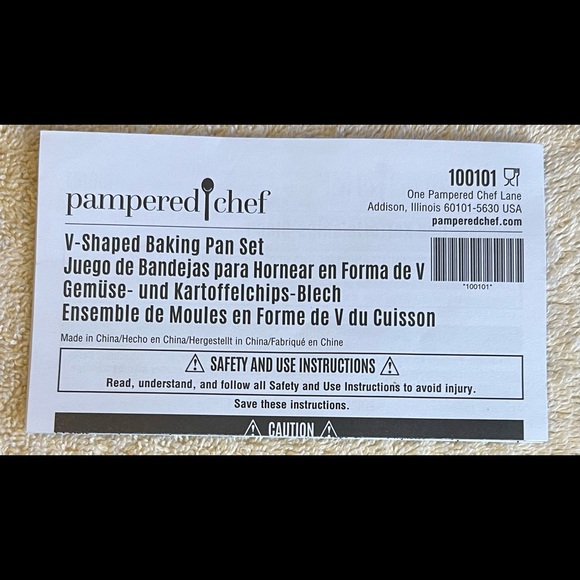 pampered chef
100101
One Pampered Chef Lane
Addison, Illinois 60101-5630 USA
pamperedchef.com
V-Shaped Baking Pan Set
Juego de Bandejas para Hornear en Forma de V
Gemüse- und Kartoffelchips-Blech
Ensemble de Moules en Forme de V du Cuisson
*100101*
Made in China/Hecho en China/Hergestellt in China/Fabriqué en Chine
SAFETY AND USE INSTRUCTIONS
Read, understand, and follow all Safety and Use Instructions to avoid injury.
Save these instructions.
CAUTION